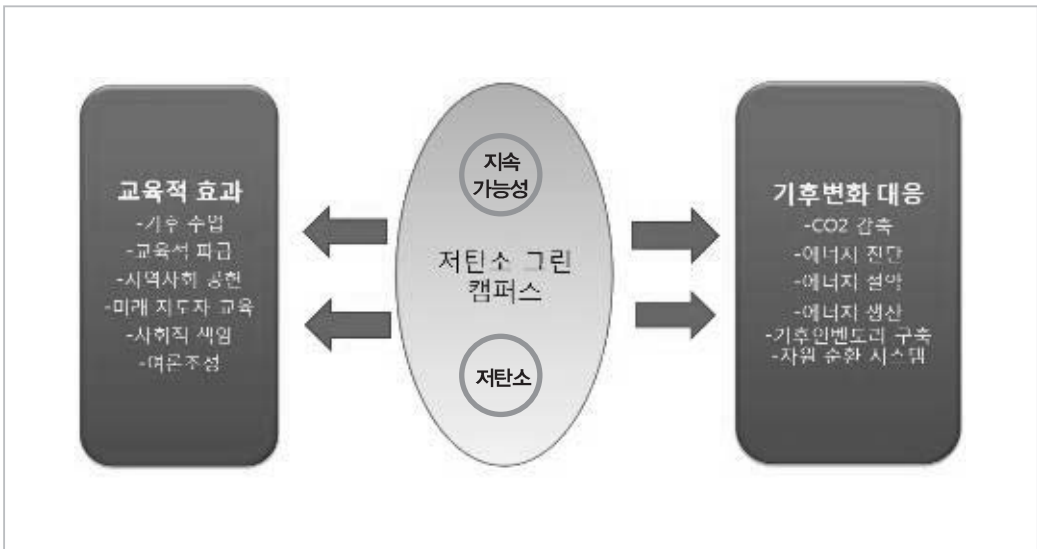 교육적 효과
-기후 수업
-교육적 파급
-지역사회 공헌
-미래 지도자 교육
-사회적 책임
-여론조성
지속
가능성
저탄소 그린
캠퍼스
저탄소
기후변화 대응
-CO2 감축
-에너지 진단
-에너지 절약
-에너지 생산
-기후인벤토리 구축
-자원 순환 시스템